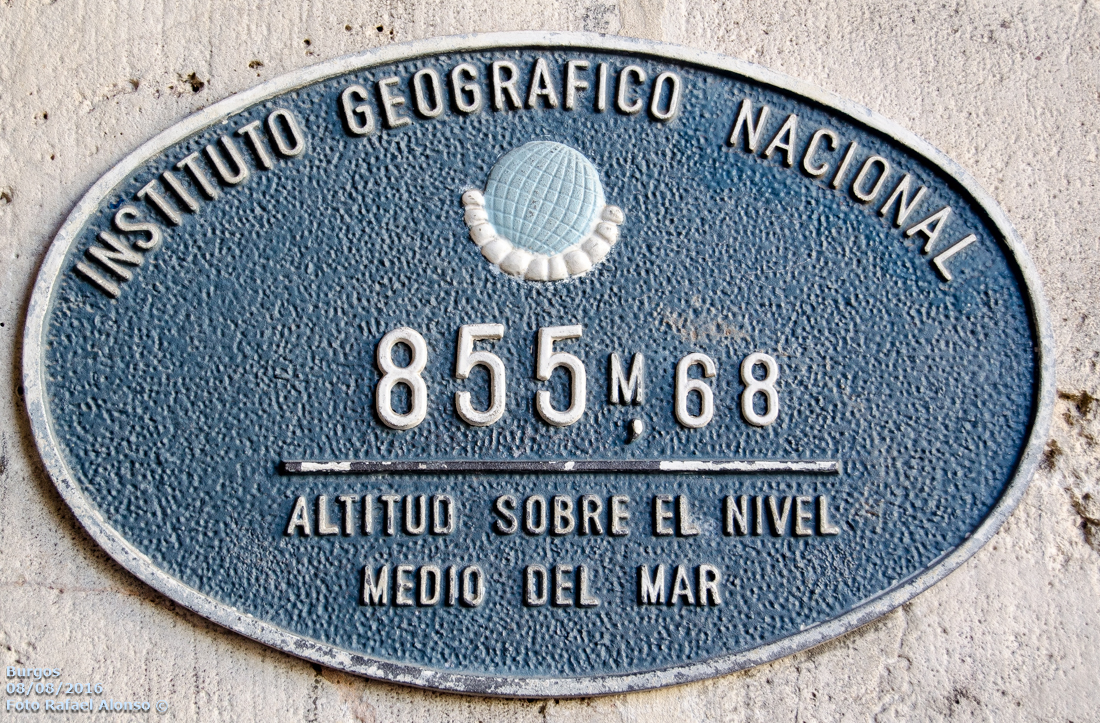 INSTITUTO GEOGRAFICO NACIONAL
855M,68
ALTITUD SOBRE EL NIVEL
MEDIO DEL MAR
Burgos
08/08/2016
Foto Rafael Alonso ©